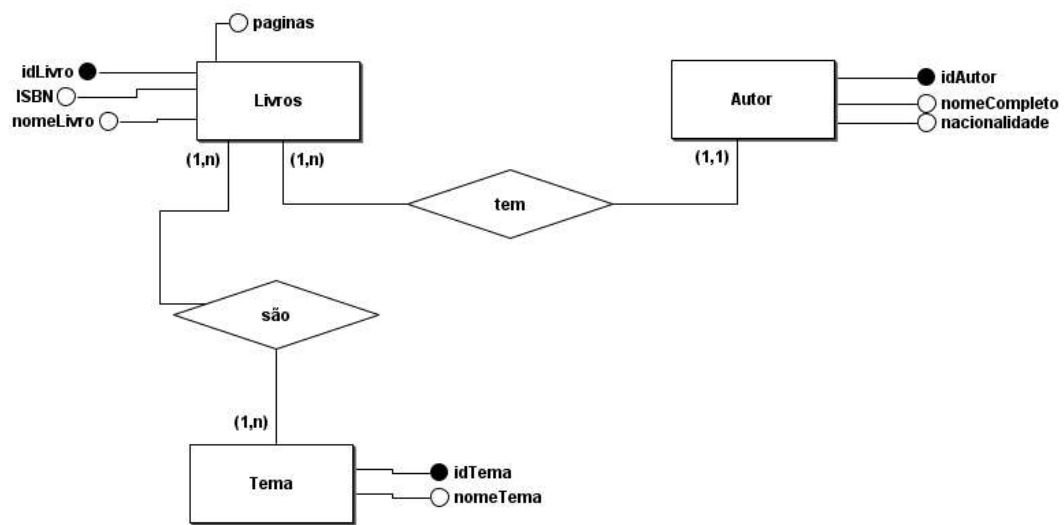 paginas
idLivro
ISBN
nomeLivro
Livros
Autor
idAutor
nomeCompleto
nacionalidade
(1,n)
(1,n)
(1,1)
tem
são
(1,n)
Tema
idTema
nomeTema